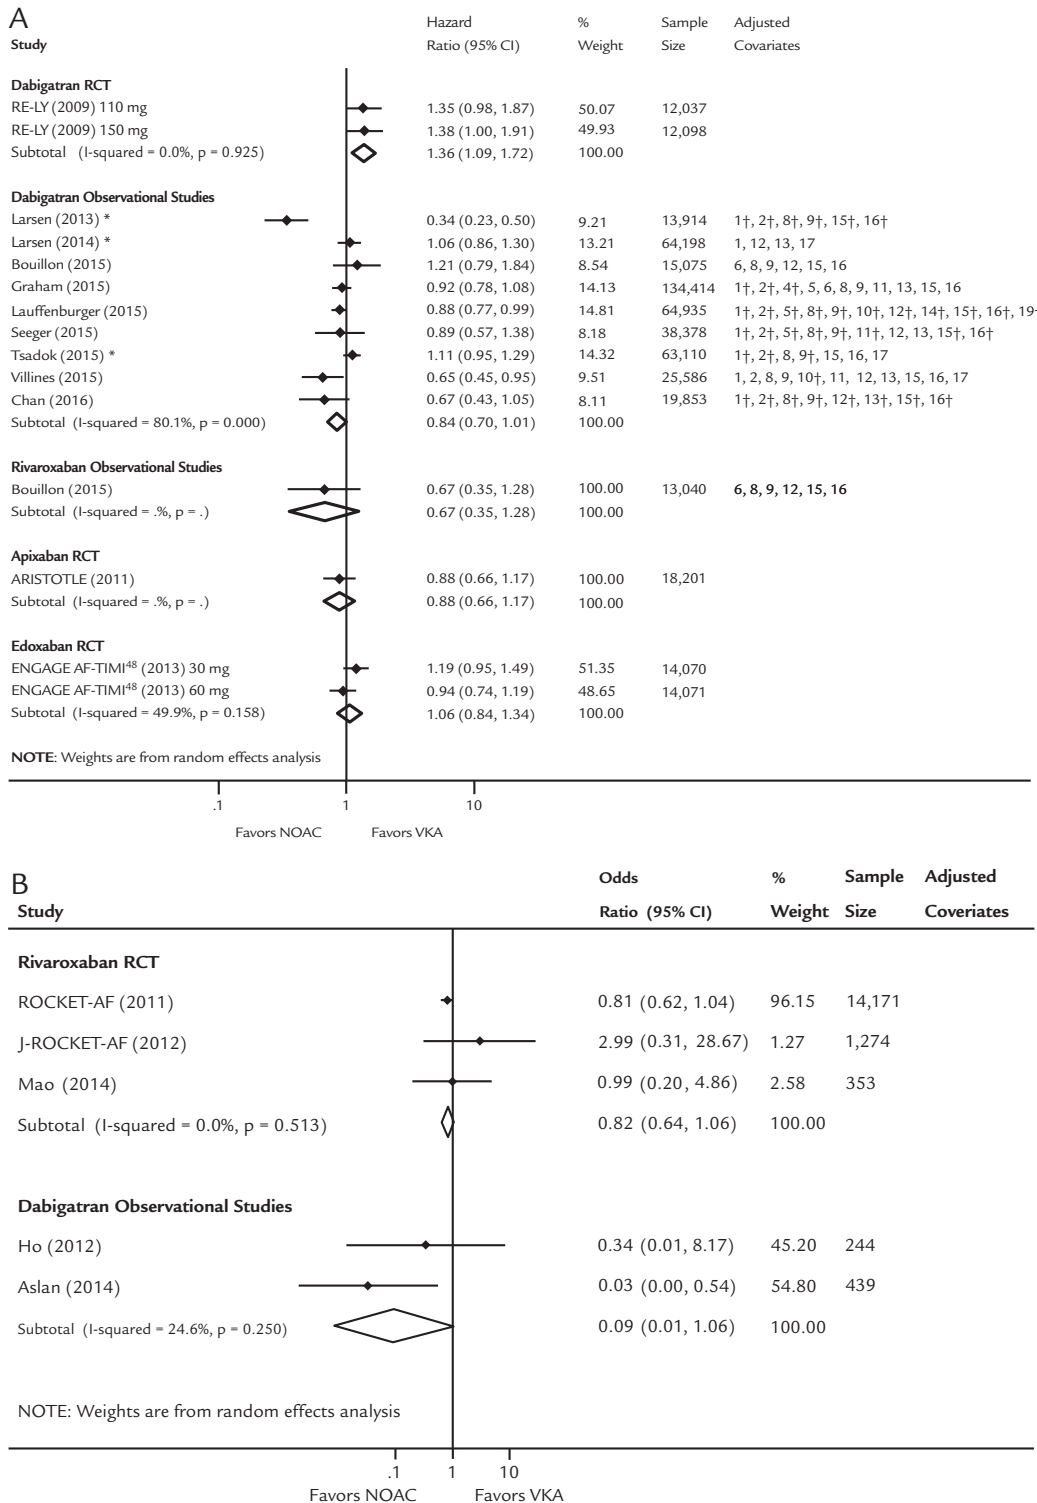 A
Hazard % Sample Adjusted
Study Ratio (95% CI) Weight Size Covariates
Dabigatran RCT
RE-LY (2009) 110 mg 1.35 (0.98, 1.87) 50.07 12,037
RE-LY (2009) 150 mg 1.38 (1.00, 1.91) 49.93 12,098
Subtotal (I-squared = 0.0%, p = 0.925) 1.36 (1.09, 1.72) 100.00
Dabigatran Observational Studies
Larsen (2013) * 0.34 (0.23, 0.50) 9.21 13,914 1†, 2†, 8†, 9†, 15†, 16†
Larsen (2014) * 1.06 (0.86, 1.30) 13.21 64,198 1, 12, 13, 17
Bouillon (2015) 1.21 (0.79, 1.84) 8.54 15,075 6, 8, 9, 12, 15, 16
Graham (2015) 0.92 (0.78, 1.08) 14.13 134,414 1†, 2†, 4†, 5, 6, 8, 9, 11, 13, 15, 16
Lauffenburger (2015) 0.88 (0.77, 0.99) 14.81 64,935 1†, 2†, 5†, 8†, 9†, 10†, 12†, 14†, 15†, 16†, 19†
Seeger (2015) 0.89 (0.57, 1.38) 8.18 38,378 1†, 2†, 5†, 8†, 9†, 11†, 12, 13, 15†, 16†
Tsadok (2015) * 1.11 (0.95, 1.29) 14.32 63,110 1†, 2†, 8, 9†, 15, 16, 17
Villines (2015) 0.65 (0.45, 0.95) 9.51 25,586 1, 2, 8, 9, 10†, 11, 12, 13, 15, 16, 17
Chan (2016) 0.67 (0.43, 1.05) 8.11 19,853 1†, 2†, 8†, 9†, 12†, 13†, 15†, 16†
Subtotal (I-squared = 80.1%, p = 0.000) 0.84 (0.70, 1.01) 100.00
Rivaroxaban Observational Studies
Bouillon (2015) 0.67 (0.35, 1.28) 100.00 13,040 6, 8, 9, 12, 15, 16
Subtotal (I-squared = .%, p = .) 0.67 (0.35, 1.28) 100.00
Apixaban RCT
ARISTOTLE (2011) 0.88 (0.66, 1.17) 100.00 18,201
Subtotal (I-squared = .%, p = .) 0.88 (0.66, 1.17) 100.00
Edoxaban RCT
ENGAGE AF-TIMI⁴⁸ (2013) 30 mg 1.19 (0.95, 1.49) 51.35 14,070
ENGAGE AF-TIMI⁴⁸ (2013) 60 mg 0.94 (0.74, 1.19) 48.65 14,071
Subtotal (I-squared = 49.9%, p = 0.158) 1.06 (0.84, 1.34) 100.00
NOTE: Weights are from random effects analysis
.1 1 10
Favors NOAC Favors VKA
B
Odds % Sample Adjusted
Study Ratio (95% CI) Weight Size Coveriates
Rivaroxaban RCT
ROCKET-AF (2011) 0.81 (0.62, 1.04) 96.15 14,171
J-ROCKET-AF (2012) 2.99 (0.31, 28.67) 1.27 1,274
Mao (2014) 0.99 (0.20, 4.86) 2.58 353
Subtotal (I-squared = 0.0%, p = 0.513) 0.82 (0.64, 1.06) 100.00
Dabigatran Observational Studies
Ho (2012) 0.34 (0.01, 8.17) 45.20 244
Aslan (2014) 0.03 (0.00, 0.54) 54.80 439
Subtotal (I-squared = 24.6%, p = 0.250) 0.09 (0.01, 1.06) 100.00
NOTE: Weights are from random effects analysis
.1 1 10
Favors NOAC Favors VKA